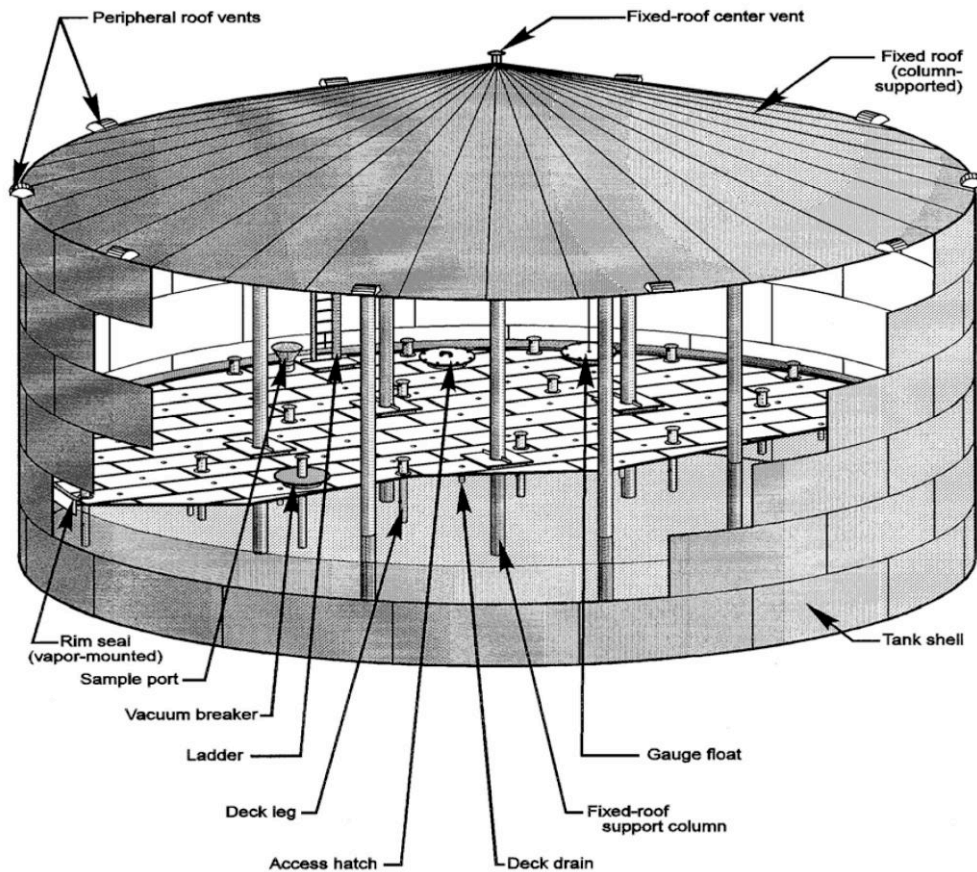 Peripheral roof vents
Fixed-roof center vent
Fixed roof
(column-
supported)
Rim seal
(vapor-mounted)
Tank shell
Sample port
Vacuum breaker
Ladder
Gauge float
Deck leg
Fixed-roof
support column
Access hatch
Deck drain